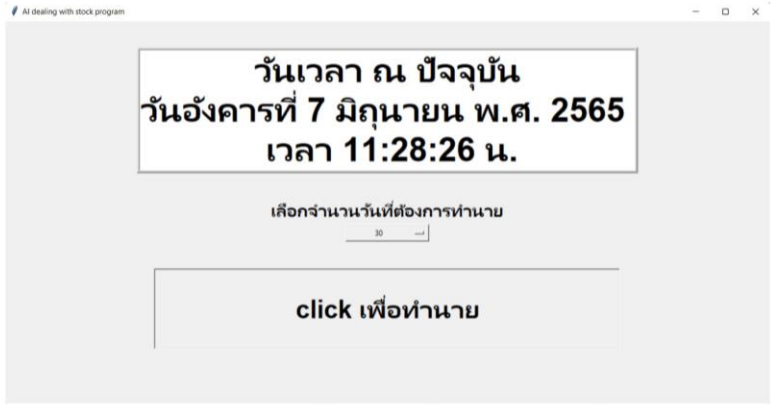 AI dealing with stock program
วันเวลา ณ ปัจจุบัน
วันอังคารที่ 7 มิถุนายน พ.ศ. 2565
เวลา 11:28:26 น.
เลือกจำนวนวันที่ต้องการทำนาย
30
click เพื่อทำนาย